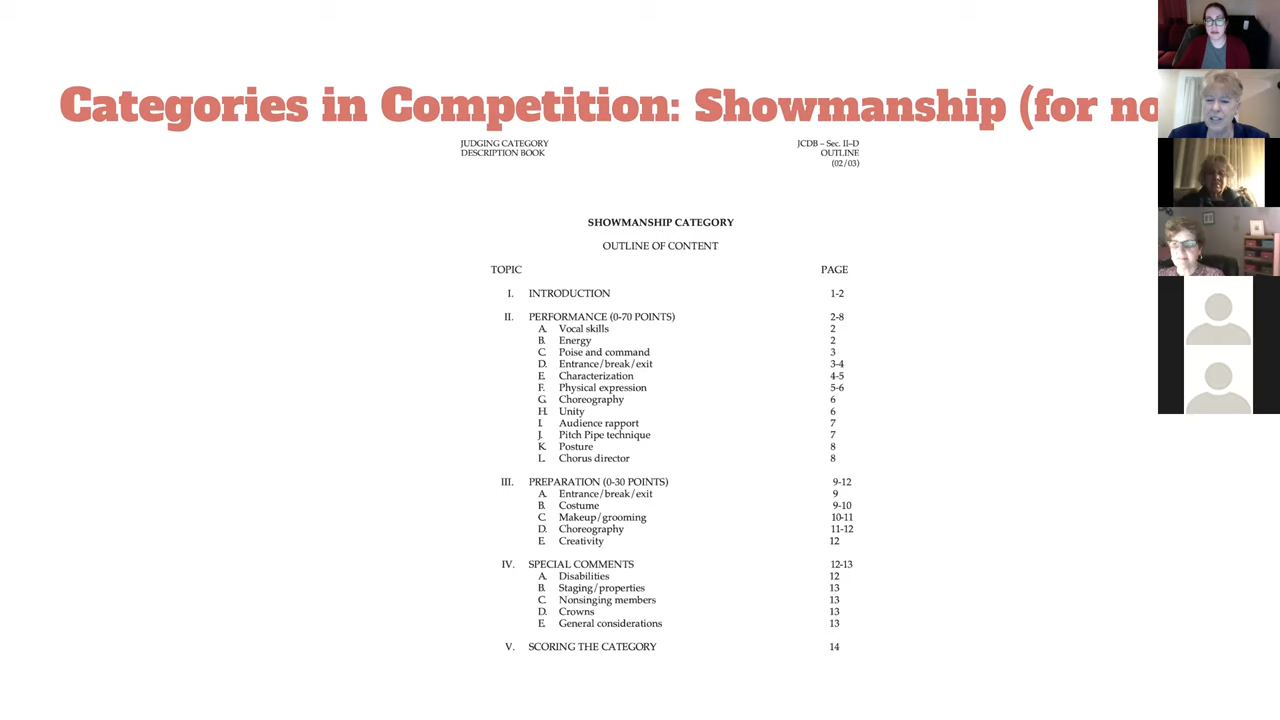 Categories in Competition: Showmanship (for no
JUDGING CATEGORY JCDB – Sec. II–D
DESCRIPTION BOOK OUTLINE
(02/03)
SHOWMANSHIP CATEGORY
OUTLINE OF CONTENT
TOPIC PAGE
I. INTRODUCTION 1-2
II. PERFORMANCE (0-70 POINTS) 2-8
A. Vocal skills 2
B. Energy 2
C. Poise and command 3
D. Entrance/break/exit 3-4
E. Characterization 4-5
F. Physical expression 5-6
G. Choreography 6
H. Unity 6
I. Audience rapport 7
J. Pitch Pipe technique 7
K. Posture 8
L. Chorus director 8
III. PREPARATION (0-30 POINTS) 9-12
A. Entrance/break/exit 9
B. Costume 9-10
C. Makeup/grooming 10-11
D. Choreography 11-12
E. Creativity 12
IV. SPECIAL COMMENTS 12-13
A. Disabilities 12
B. Staging/properties 13
C. Nonsinging members 13
D. Crowns 13
E. General considerations 13
V. SCORING THE CATEGORY 14